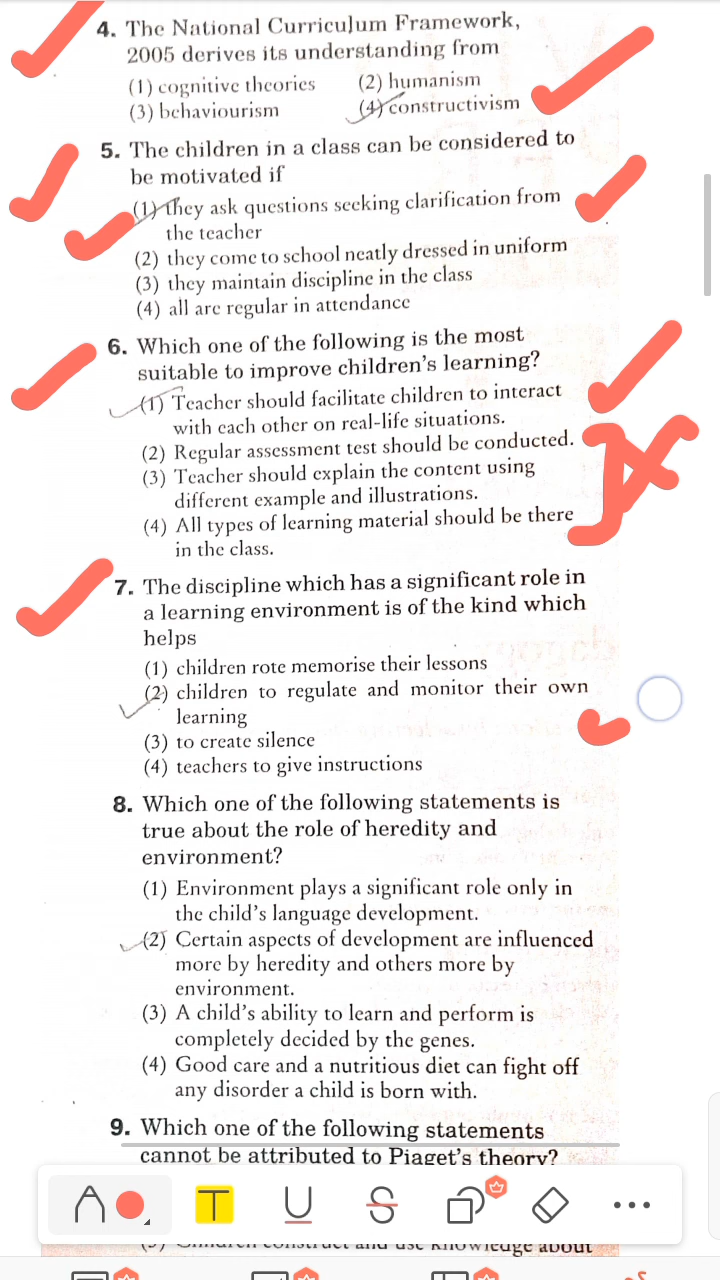 4. The National Curriculum Framework,
2005 derives its understanding from
(1) cognitive theories (2) humanism
(3) behaviourism (4) constructivism
5. The children in a class can be considered to
be motivated if
(1) they ask questions seeking clarification from
the teacher
(2) they come to school neatly dressed in uniform
(3) they maintain discipline in the class
(4) all are regular in attendance
6. Which one of the following is the most
suitable to improve children's learning?
(1) Teacher should facilitate children to interact
with each other on real-life situations.
(2) Regular assessment test should be conducted.
(3) Teacher should explain the content using
different example and illustrations.
(4) All types of learning material should be there
in the class.
7. The discipline which has a significant role in
a learning environment is of the kind which
helps
(1) children rote memorise their lessons
(2) children to regulate and monitor their own
learning
(3) to create silence
(4) teachers to give instructions
8. Which one of the following statements is
true about the role of heredity and
environment?
(1) Environment plays a significant role only in
the child's language development.
(2) Certain aspects of development are influenced
more by heredity and others more by
environment.
(3) A child's ability to learn and perform is
completely decided by the genes.
(4) Good care and a nutritious diet can fight off
any disorder a child is born with.
9. Which one of the following statements
cannot be attributed to Piaget's theory?
T U S
(3) Children construct and use knowledge about